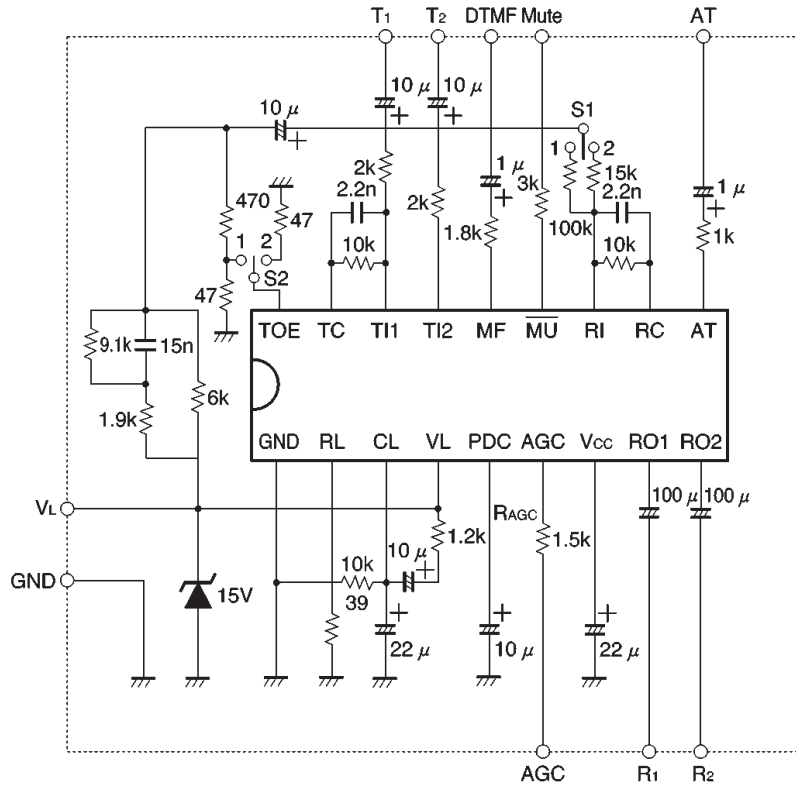 T1 T2 DTMF Mute AT
10 μ 10 μ
10 μ + + + S1
1 2
2k 1 μ 3k 15k 1 μ
470 2.2n + 2.2n +
47 2k 1.8k 100k 1k
1 2 10k 10k
S2
47
TOE TC TI1 TI2 MF MU RI RC AT
9.1k 15n
6k
1.9k
GND RL CL VL PDC AGC VCC RO1 RO2
100 μ 100 μ
VL RAGC
1.2k 1.5k
10k 10 μ
GND +
15V 39 + + +
22 μ 10 μ 22 μ
AGC R1 R2